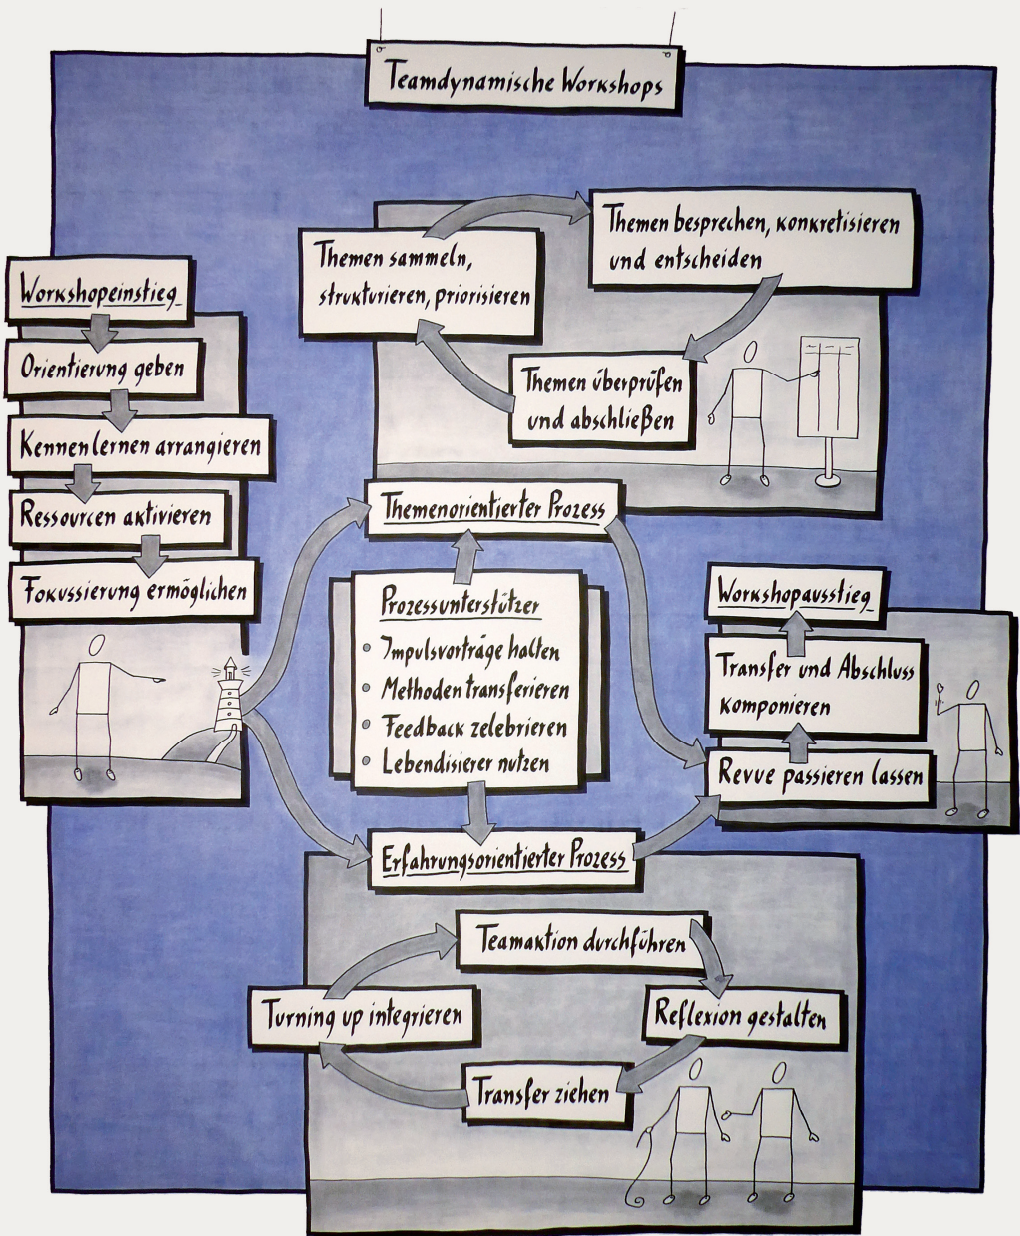 Teamdynamische Workshops
Workshopeinstieg
Orientierung geben
Kennenlernen arrangieren
Ressourcen aktivieren
Fokussierung ermöglichen
Themen sammeln,
strukturieren, priorisieren
Themen besprechen, konkretisieren
und entscheiden
Themen überprüfen
und abschließen
Themenorientierter Prozess
Prozessunterstützer
• Impulsvorträge halten
• Methoden transferieren
• Feedback zelebrieren
• Lebendisierer nutzen
Erfahrungsorientierter Prozess
Teamaktion durchführen
Reflexion gestalten
Transfer ziehen
Turning up integrieren
Workshopausstieg
Transfer und Abschluss
komponieren
Revue passieren lassen